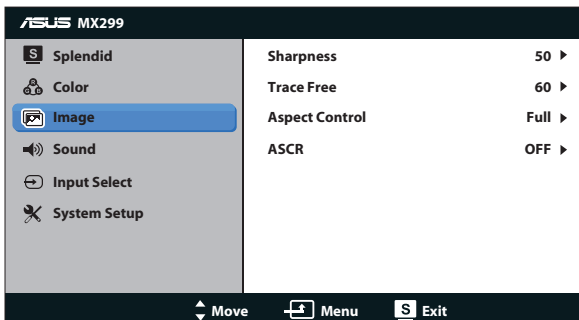 ASUS MX299
S Splendid
Color
Image
Sound
Input Select
System Setup
Sharpness 50
Trace Free 60
Aspect Control Full
ASCR OFF
Move Menu S Exit